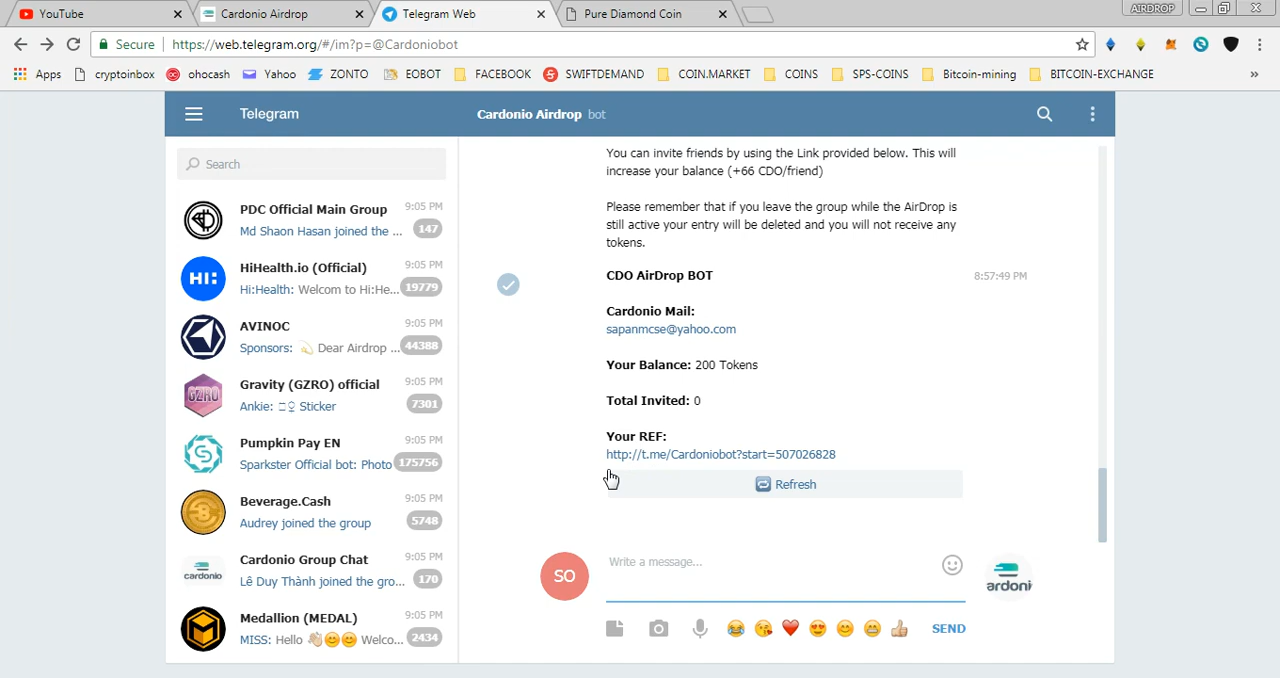 YouTube
Cardonio Airdrop
Telegram Web
Pure Diamond Coin
AIRDROP
Secure
https://web.telegram.org/#/im?p=@Cardoniobot
Apps
cryptoinbox
ohocash
Yahoo
ZONTO
EOBOT
FACEBOOK
SWIFTDEMAND
COIN.MARKET
COINS
SPS-COINS
Bitcoin-mining
BITCOIN-EXCHANGE
»
Telegram
Cardonio Airdrop bot
Search
PDC Official Main Group 9:05 PM
Md Shaon Hasan joined the ... 147
HI:
HiHealth.io (Official) 9:05 PM
Hi:Health: Welcom to Hi:He... 19779
AVINOC 9:05 PM
Sponsors: 💫 Dear Airdrop ... 44388
GZRO
Gravity (GZRO) official 9:05 PM
Ankie: Sticker 7301
Pumpkin Pay EN 9:05 PM
Sparkster Official bot: Photo 175756
Beverage.Cash 9:05 PM
Audrey joined the group 5748
cardonio
Cardonio Group Chat 9:05 PM
Lê Duy Thành joined the gro... 170
Medallion (MEDAL) 9:05 PM
MISS: Hello 👋🏼😊😊 Welco... 2434
You can invite friends by using the Link provided below. This will
increase your balance (+66 CDO/friend)
Please remember that if you leave the group while the AirDrop is
still active your entry will be deleted and you will not receive any
tokens.
CDO AirDrop BOT 8:57:49 PM
Cardonio Mail:
sapanmcse@yahoo.com
Your Balance: 200 Tokens
Total Invited: 0
Your REF:
http://t.me/Cardoniobot?start=507026828
Refresh
SO
Write a message...
ardoni
SEND